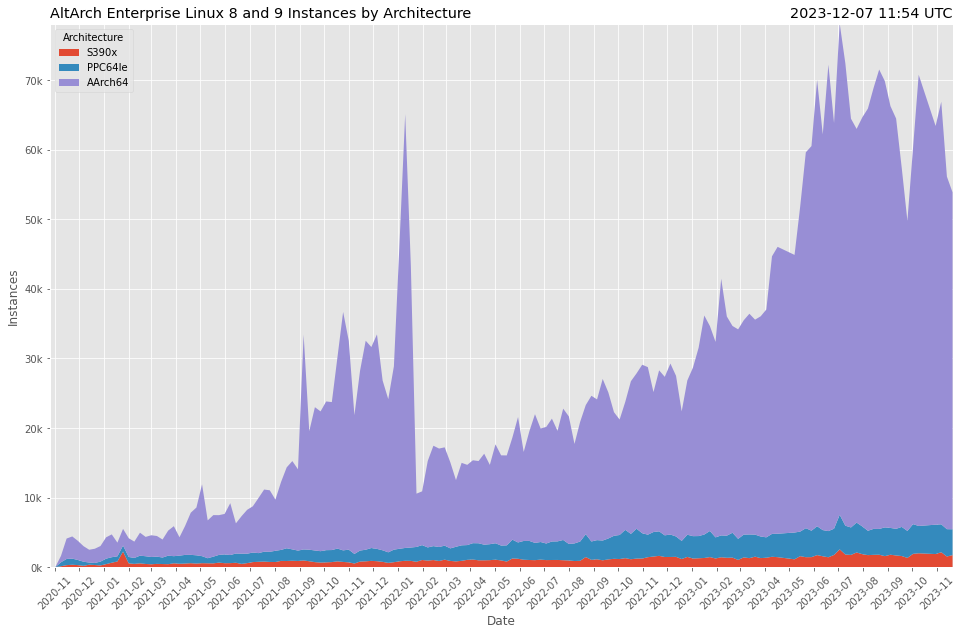 AltArch Enterprise Linux 8 and 9 Instances by Architecture
2023-12-07 11:54 UTC
Architecture
S390x
PPC64le
AArch64
70k
60k
50k
40k
30k
20k
10k
0k
Instances
2020-11
2020-12
2021-01
2021-02
2021-03
2021-04
2021-05
2021-06
2021-07
2021-08
2021-09
2021-10
2021-11
2021-12
2022-01
2022-02
2022-03
2022-04
2022-05
2022-06
2022-07
2022-08
2022-09
2022-10
2022-11
2022-12
2023-01
2023-02
2023-03
2023-03
2023-04
2023-05
2023-06
2023-07
2023-08
2023-09
2023-10
2023-11
Date